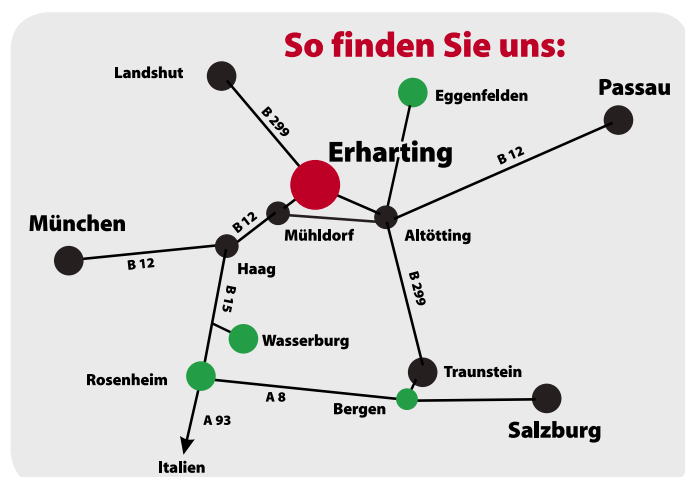 So finden Sie uns:
Landshut
Eggenfelden
Passau
B 299
Erharting
B 12
München
B 12
Mühldorf
Altötting
B 12
Haag
B 299
B 15
Wasserburg
Rosenheim
Traunstein
A 8
Bergen
A 93
Salzburg
Italien